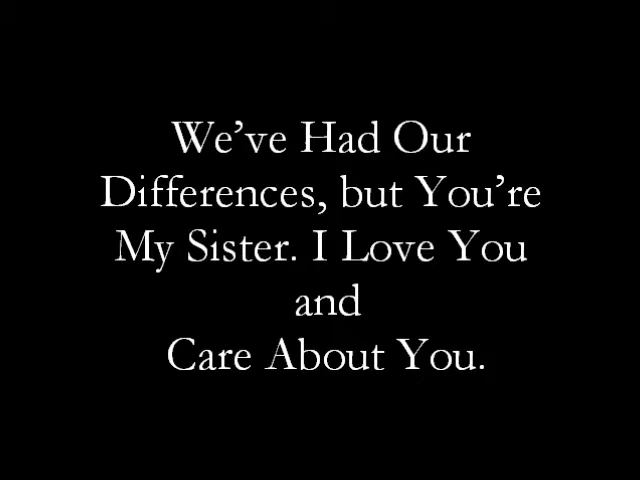 We’ve Had Our
Differences, but You’re
My Sister. I Love You
and
Care About You.